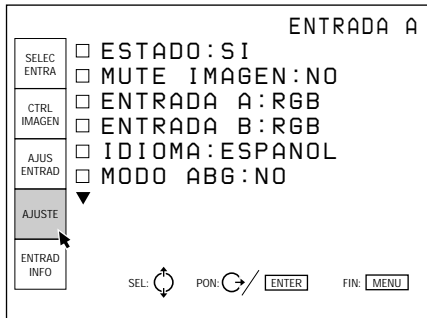 ENTRADA A
SELEC
ENTRA
CTRL
IMAGEN
AJUS
ENTRAD
AJUSTE
ENTRAD
INFO
ESTADO:SI
MUTE IMAGEN:NO
ENTRADA A:RGB
ENTRADA B:RGB
IDIOMA:ESPANOL
MODO ABG:NO
SEL: PON: / ENTER FIN: MENU